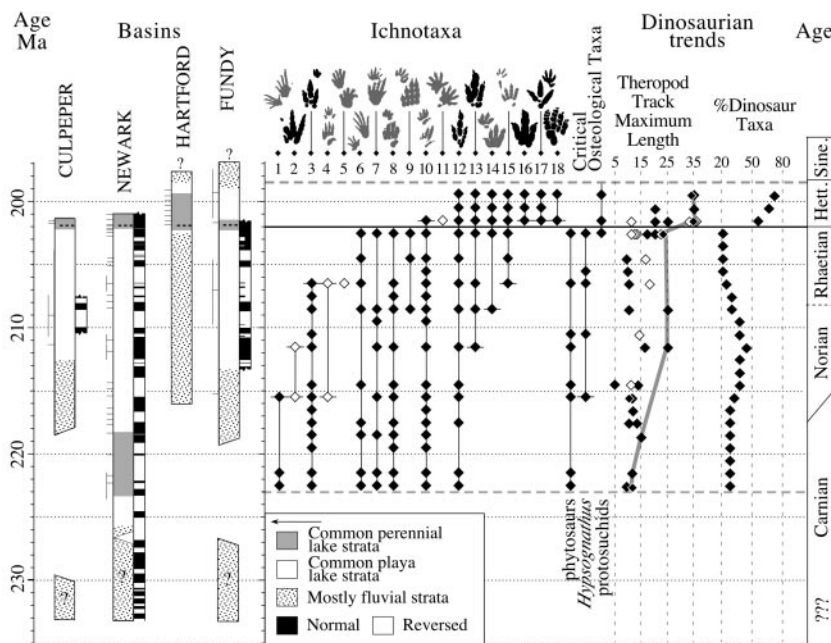 Age
Ma
Basins
Ichnotaxa
Dinosaurian
trends
Age
CULPEPER
NEWARK
HARTFORD
FUNDY
Critical
Osteological Taxa
Theropod
Track
Maximum
Length
%Dinosaur
Taxa
? ?
1 2 3 4 5 6 7 8 9 10 11 12 13 14 15 16 17 18
5 15 25 35
20 50 80
200
210
220
230
Sine.
Hett.
Rhaetian
Norian
Carnian
???
phytosaurs
Hypsognathus
protosuchids
Common perennial
lake strata
Common playa
lake strata
Mostly fluvial strata
Normal Reversed
? ? ?